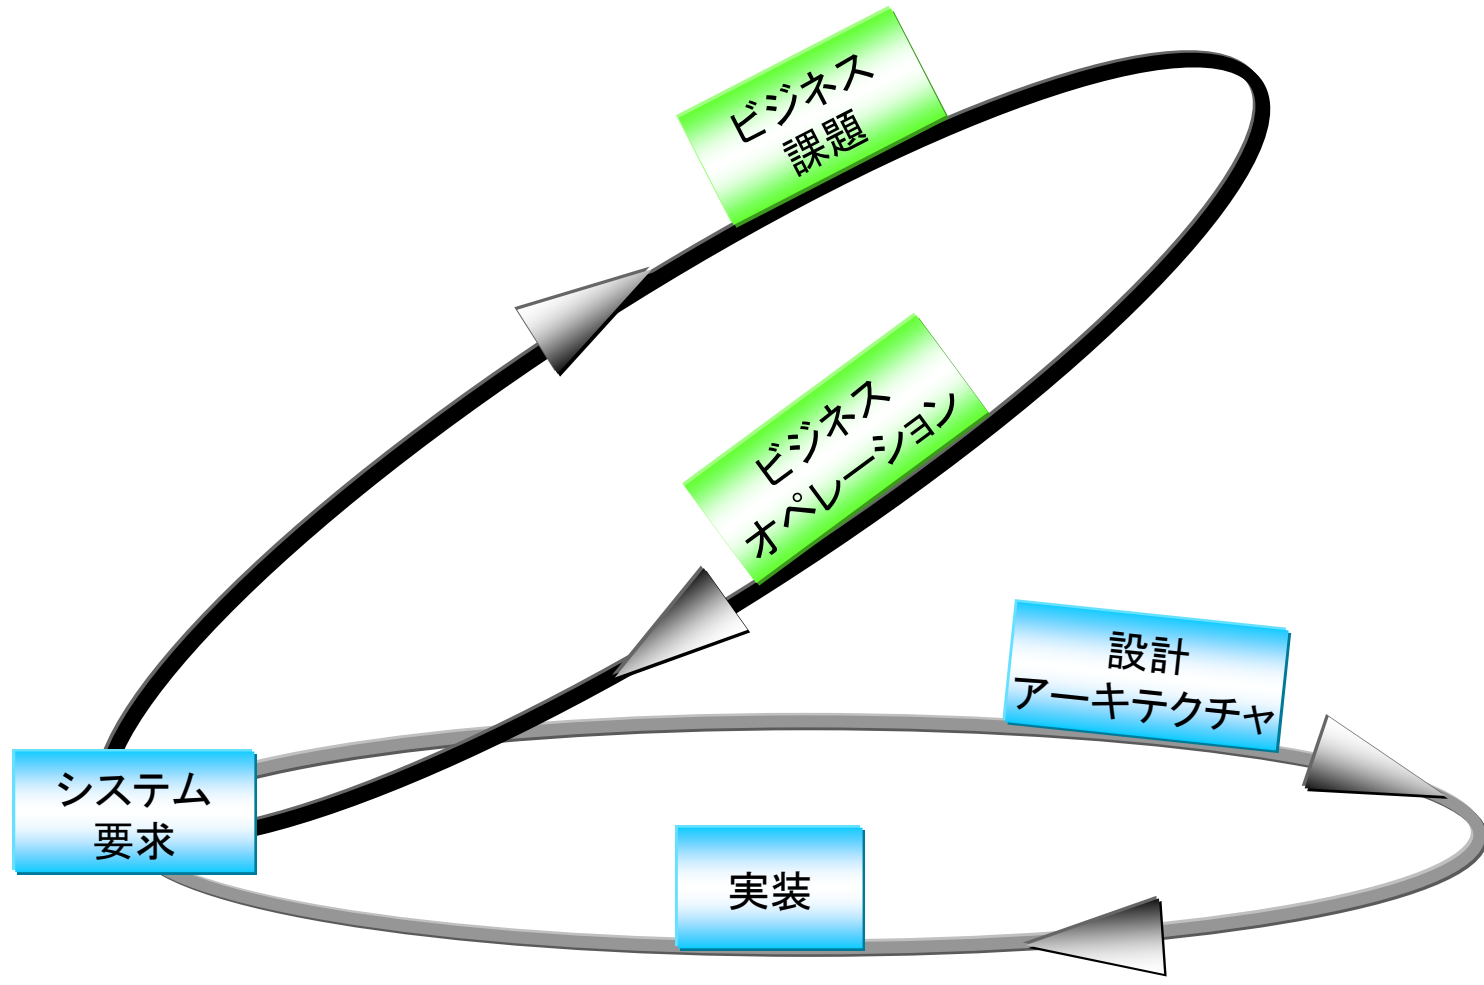 ビジネス
課題
ビジネス
オペレーション
設計
アーキテクチャ
システム
要求
実装